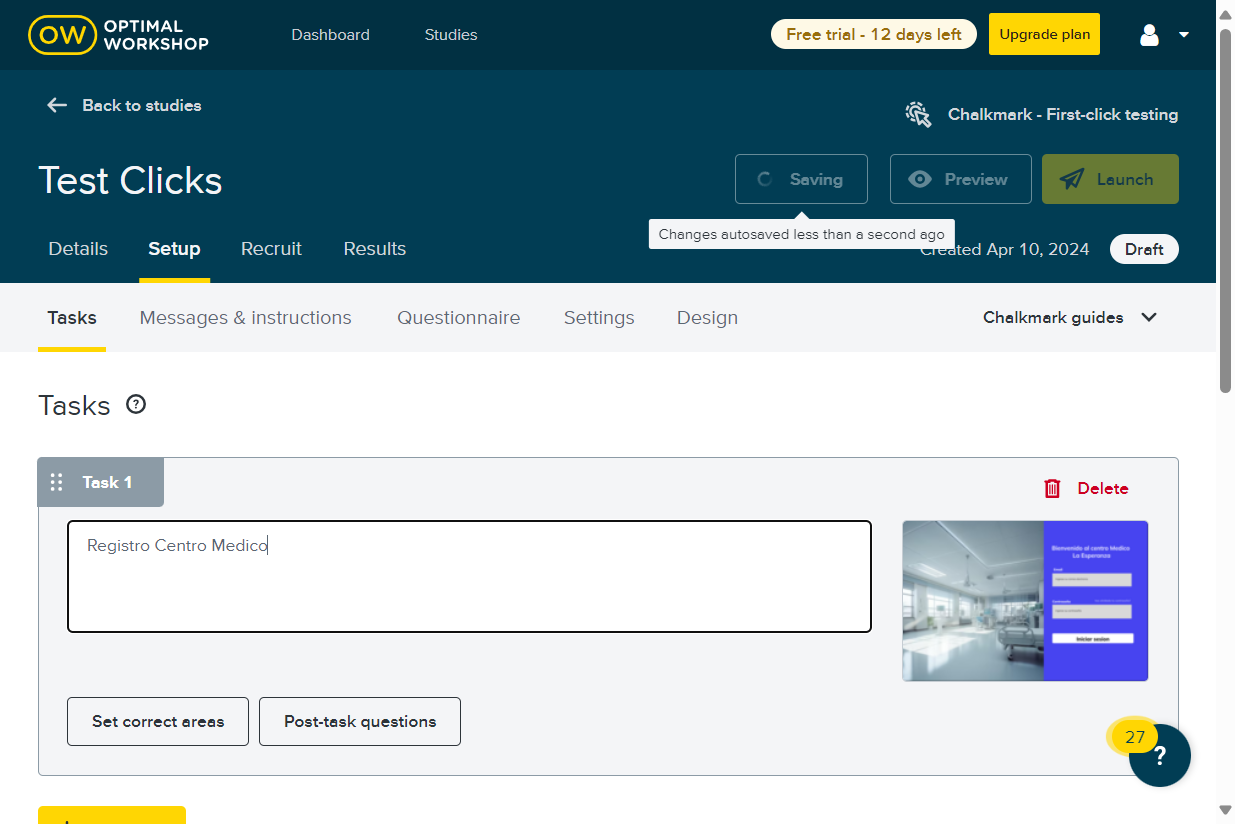 OW OPTIMAL WORKSHOP
Dashboard
Studies
Free trial - 12 days left
Upgrade plan
Back to studies
Chalkmark - First-click testing
Test Clicks
Saving
Preview
Launch
Changes autosaved less than a second ago
Details
Setup
Recruit
Results
Created Apr 10, 2024
Draft
Tasks
Messages & instructions
Questionnaire
Settings
Design
Chalkmark guides
Tasks ?
Task 1
Delete
Registro Centro Medico
Bienvenido al centro Medico
La Esperanza
Email
Iniciar sesion
Set correct areas
Post-task questions
27
?